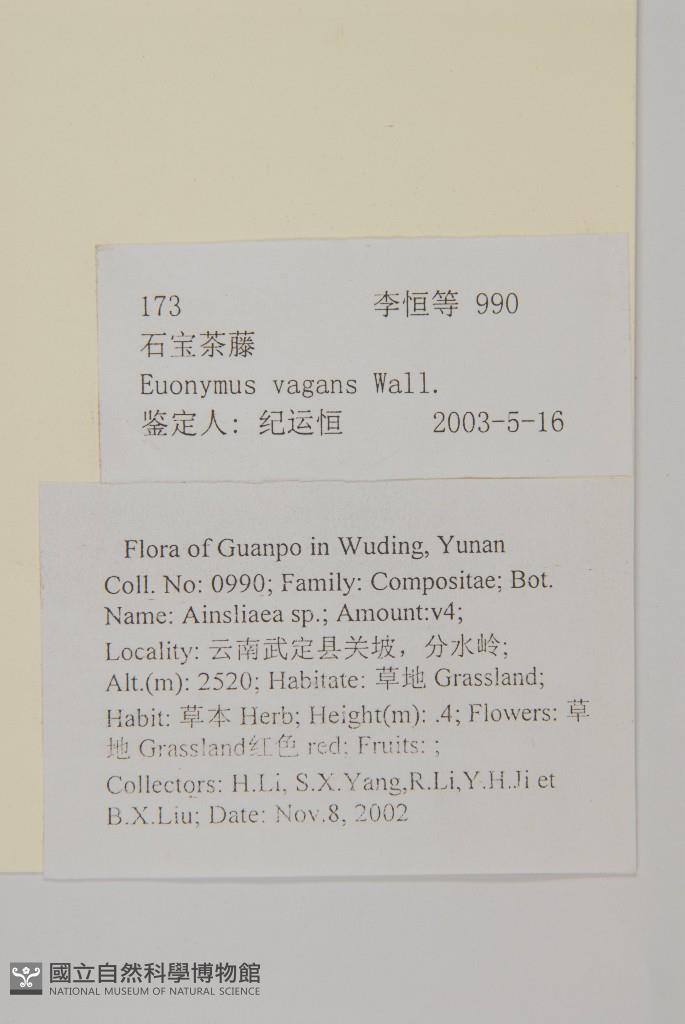 173 李恒等 990
石宝茶藤
Euonymus vagans Wall.
鉴定人: 纪运恒 2003-5-16
Flora of Guanpo in Wuding, Yunan
Coll. No: 0990; Family: Compositae; Bot.
Name: Ainsliaea sp.; Amount:v4;
Locality: 云南武定县关坡，分水岭;
Alt.(m): 2520; Habitate: 草地 Grassland;
Habit: 草本 Herb; Height(m): .4; Flowers: 草
地 Grassland红色 red; Fruits: ;
Collectors: H.Li, S.X.Yang,R.Li,Y.H.Ji et
B.X.Liu; Date: Nov.8, 2002
國立自然科學博物館
NATIONAL MUSEUM OF NATURAL SCIENCE